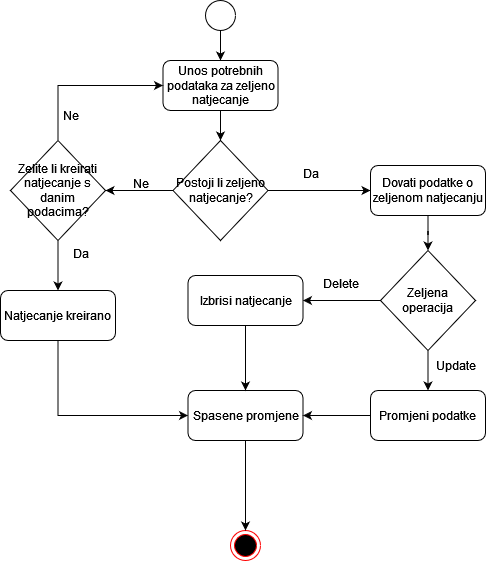 Unos potrebnih
podataka za zeljeno
natjecanje
Ne
Zelite li kreirati
natjecanje s
danim
podacima?
Ne
Postoji li zeljeno
natjecanje?
Da
Dovati podatke o
zeljenom natjecanju
Da
Natjecanje kreirano
Izbrisi natjecanje
Delete
Zeljena
operacija
Update
Spasene promjene
Promjeni podatke